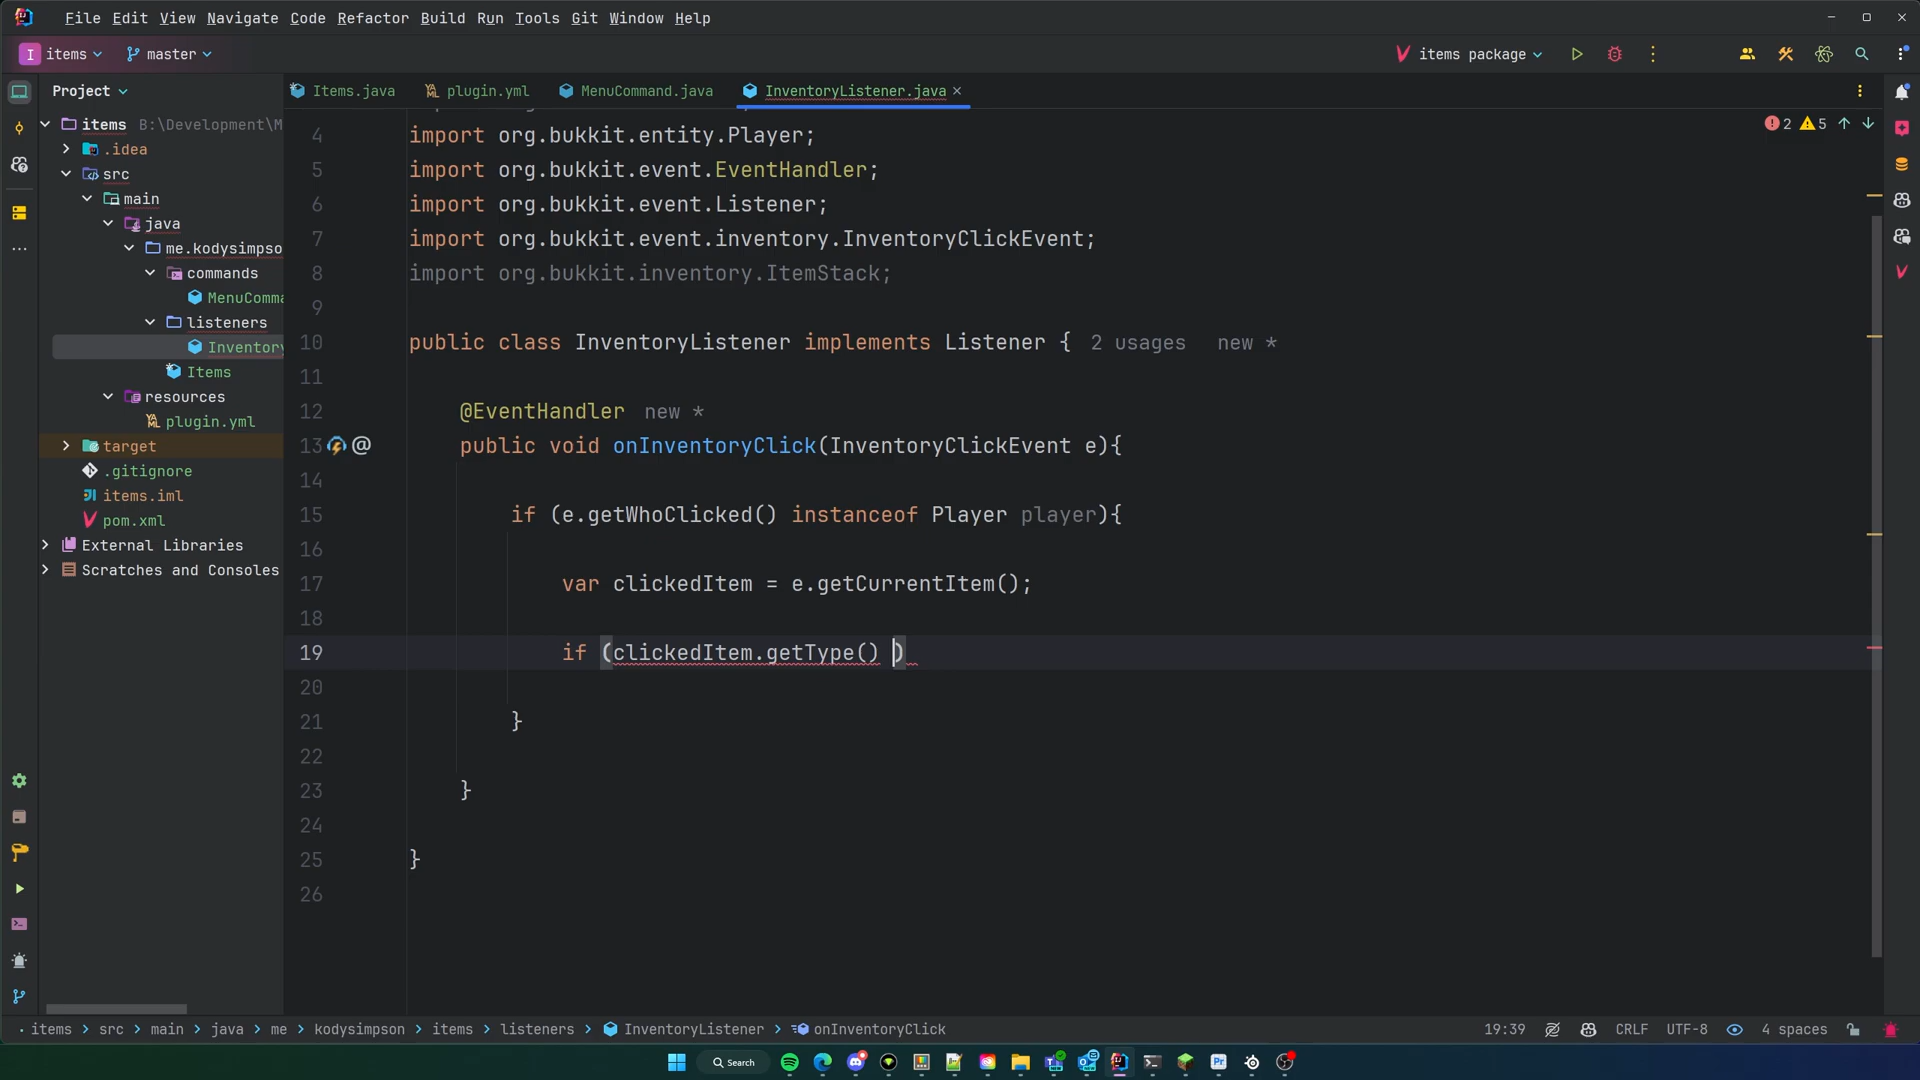 File Edit View Navigate Code Refactor Build Run Tools Git Window Help
I items master items package
Project Items.java plugin.yml MenuCommand.java InventoryListener.java
items B:\Development\M
.idea
src
main
java
me.kodysimpso
commands
MenuComma
listeners
Inventory
Items
resources
plugin.yml
target
.gitignore
items.iml
pom.xml
External Libraries
Scratches and Consoles
2 5
4 import org.bukkit.entity.Player;
5 import org.bukkit.event.EventHandler;
6 import org.bukkit.event.Listener;
7 import org.bukkit.event.inventory.InventoryClickEvent;
8 import org.bukkit.inventory.ItemStack;
9
10 public class InventoryListener implements Listener { 2 usages new *
11
12 @EventHandler new *
13 public void onInventoryClick(InventoryClickEvent e){
14
15 if (e.getWhoClicked() instanceof Player player){
16
17 var clickedItem = e.getCurrentItem();
18
19 if (clickedItem.getType() )
20
21 }
22
23 }
24
25 }
26
items > src > main > java > me > kodysimpson > items > listeners > InventoryListener > onInventoryClick 19:39 CRLF UTF-8 4 spaces
Search